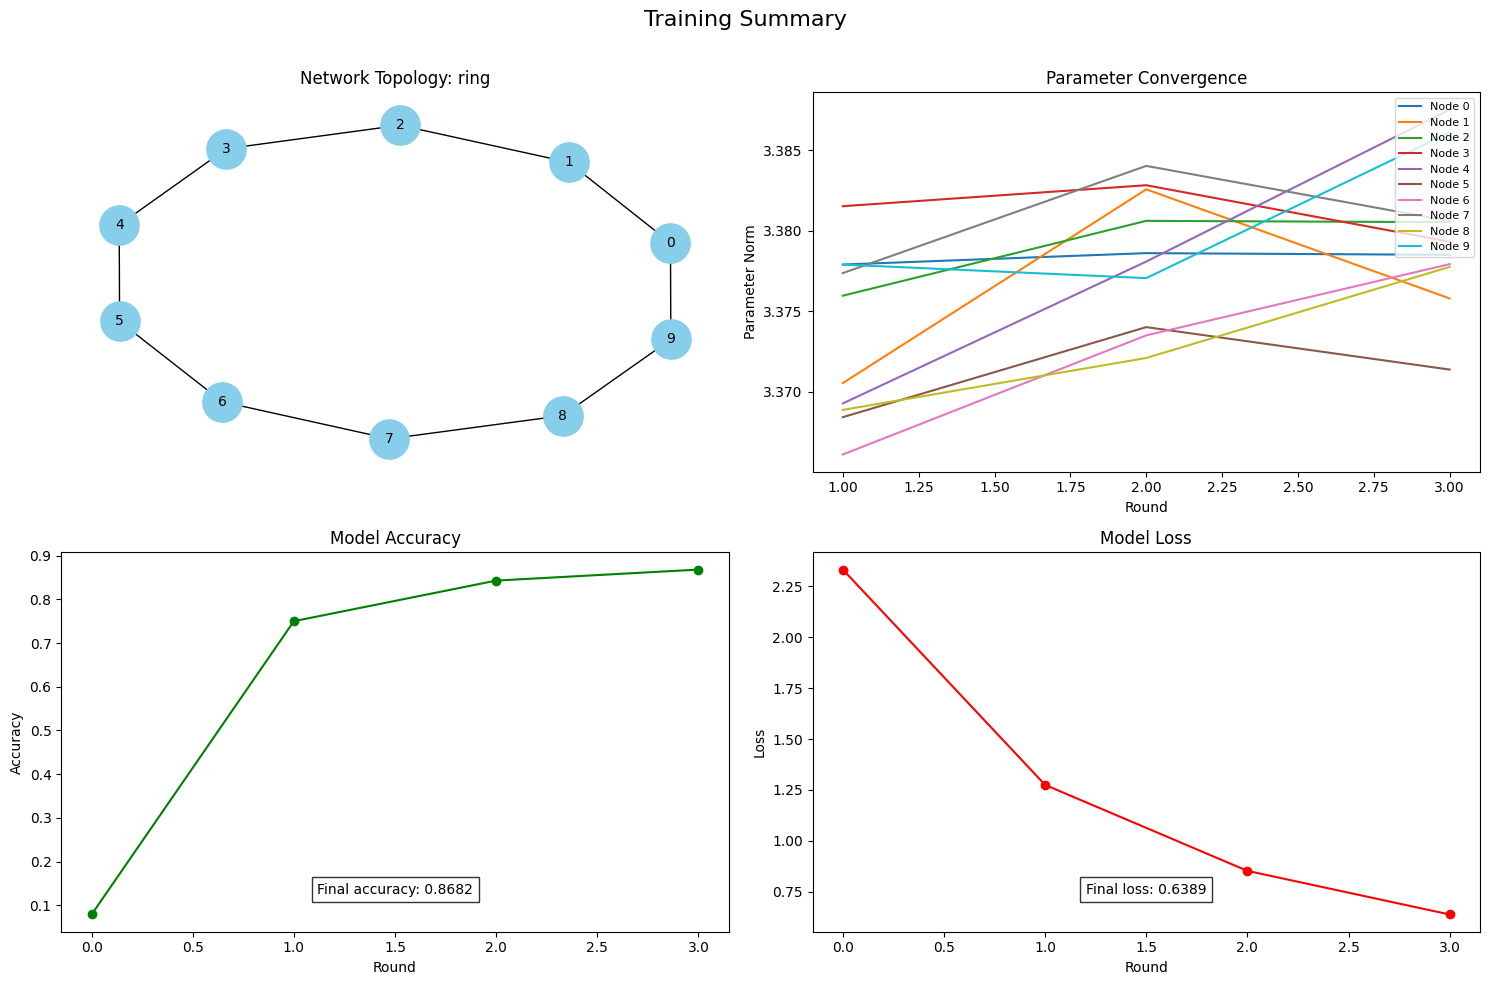 Training Summary
Network Topology: ring
2
3
1
4
0
5
9
6
8
7
Parameter Convergence
Parameter Norm
3.385
3.380
3.375
3.370
Node 0
Node 1
Node 2
Node 3
Node 4
Node 5
Node 6
Node 7
Node 8
Node 9
1.00 1.25 1.50 1.75 2.00 2.25 2.50 2.75 3.00
Round
Model Accuracy
Accuracy
0.9
0.8
0.7
0.6
0.5
0.4
0.3
0.2
0.1
Final accuracy: 0.8682
0.0 0.5 1.0 1.5 2.0 2.5 3.0
Round
Model Loss
Loss
2.25
2.00
1.75
1.50
1.25
1.00
0.75
Final loss: 0.6389
0.0 0.5 1.0 1.5 2.0 2.5 3.0
Round